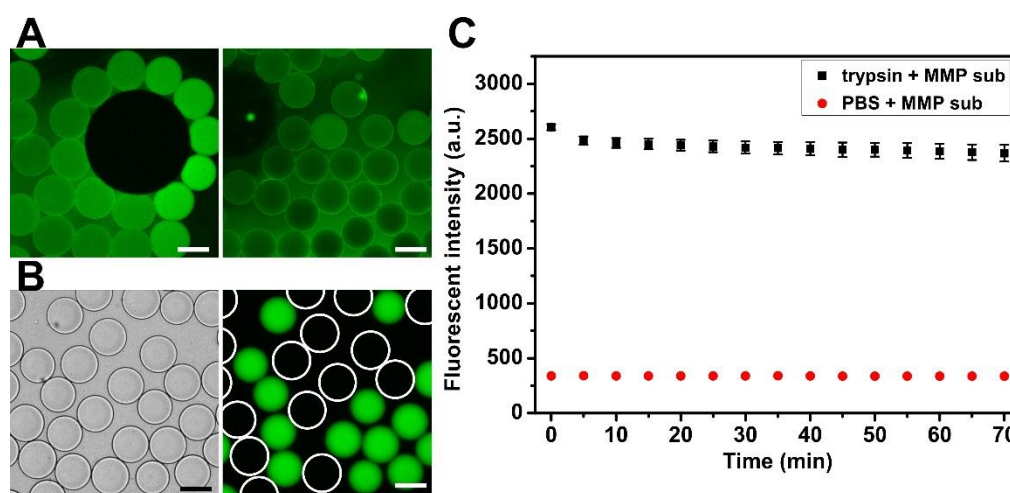 A
B
C
Fluorescent intensity (a.u.)
3000
2500
2000
1500
1000
500
0
trypsin + MMP sub
PBS + MMP sub
0 10 20 30 40 50 60 70
Time (min)